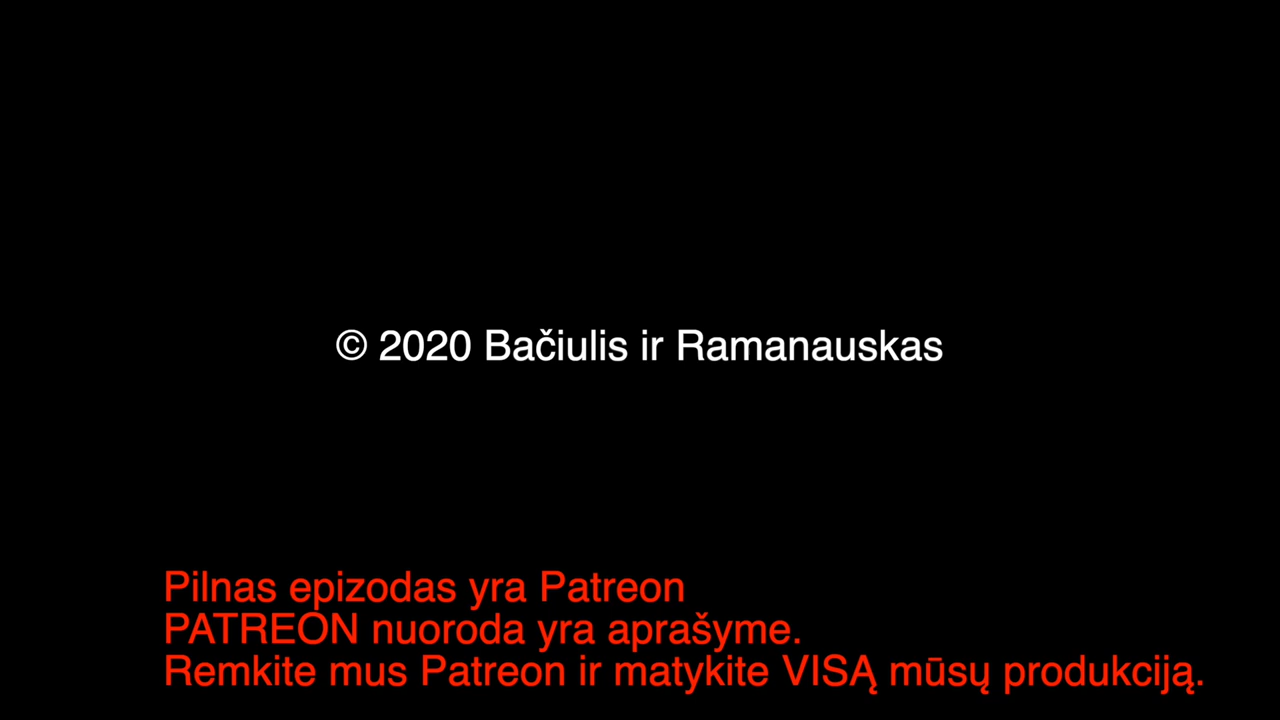 © 2020 Bačiulis ir Ramanauskas
Pilnas epizodas yra Patreon
PATREON nuoroda yra aprašyme.
Remkite mus Patreon ir matykite VISĄ mūsų produkciją.